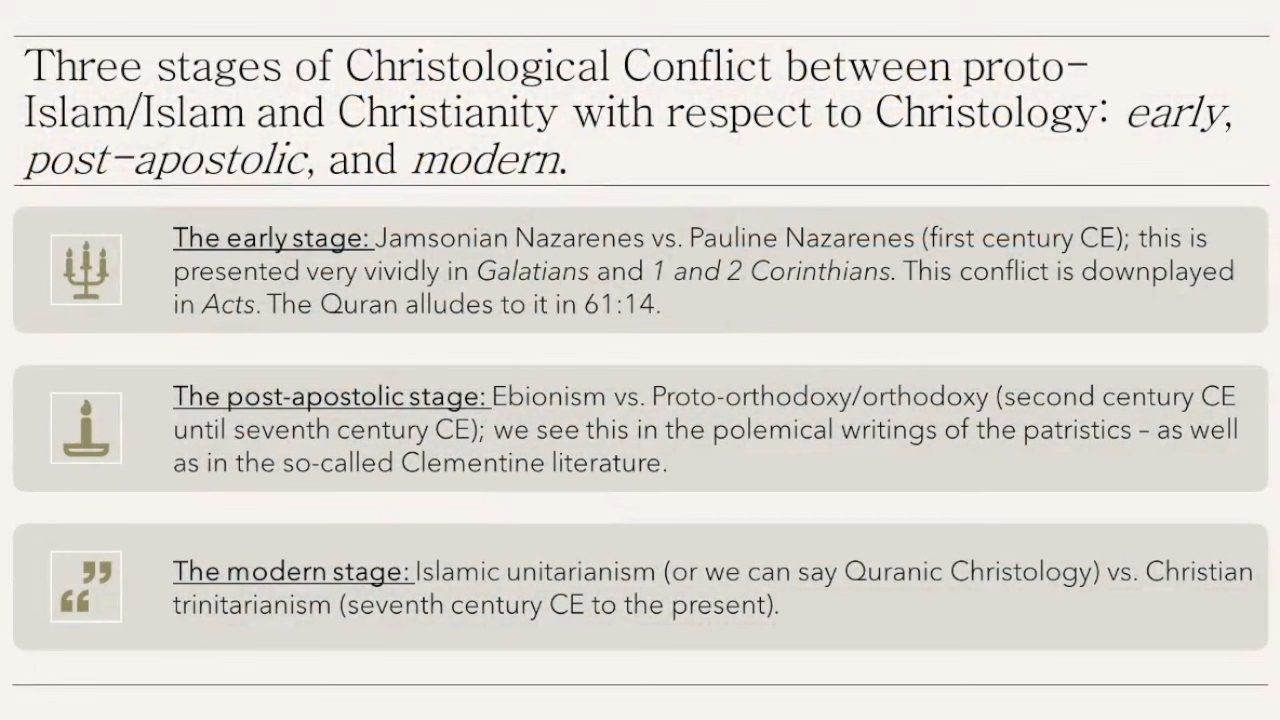 Three stages of Christological Conflict between proto-
Islam/Islam and Christianity with respect to Christology: early,
post-apostolic, and modern.
The early stage: Jamsonian Nazarenes vs. Pauline Nazarenes (first century CE); this is
presented very vividly in Galatians and 1 and 2 Corinthians. This conflict is downplayed
in Acts. The Quran alludes to it in 61:14.
The post-apostolic stage: Ebionism vs. Proto-orthodoxy/orthodoxy (second century CE
until seventh century CE); we see this in the polemical writings of the patristics – as well
as in the so-called Clementine literature.
The modern stage: Islamic unitarianism (or we can say Quranic Christology) vs. Christian
trinitarianism (seventh century CE to the present).